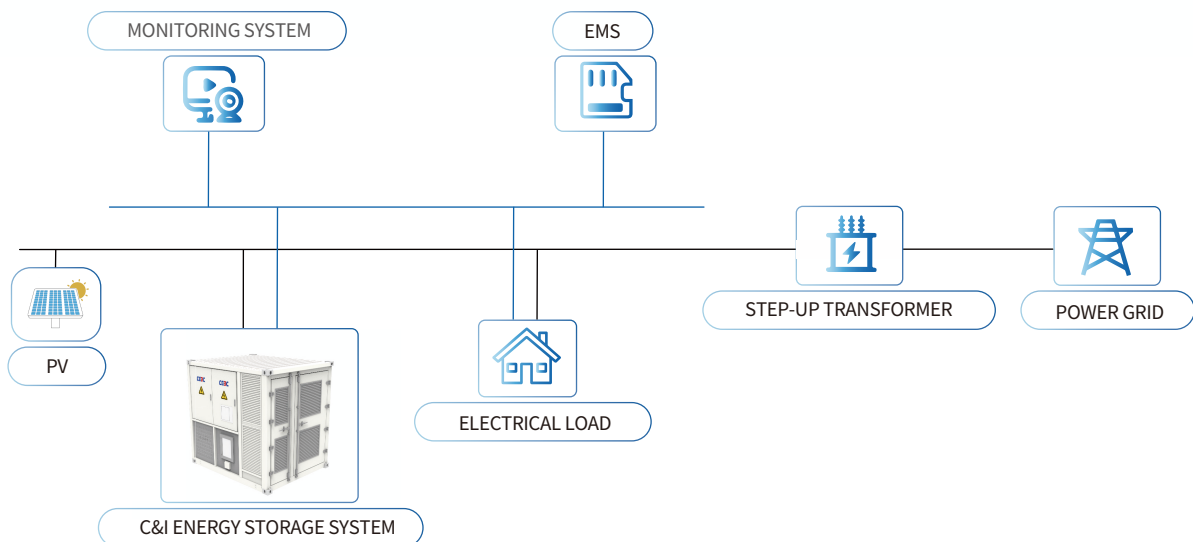 MONITORING SYSTEM
EMS
STEP-UP TRANSFORMER
POWER GRID
PV
ELECTRICAL LOAD
C&I ENERGY STORAGE SYSTEM